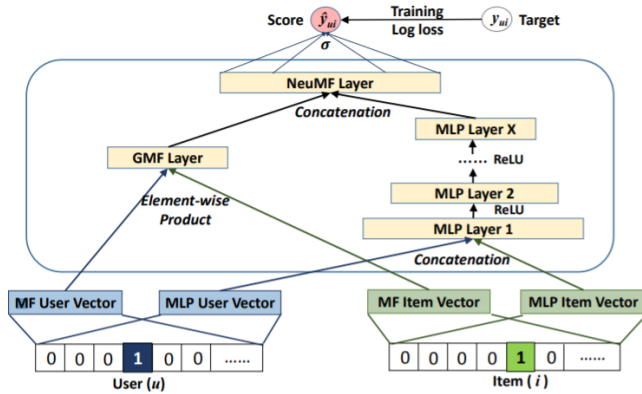 Score ŷui Training yui Target
Log loss
σ
NeuMF Layer
Concatenation
MLP Layer X
GMF Layer
...... ReLU
Element-wise
Product
MLP Layer 2
ReLU
MLP Layer 1
Concatenation
MF User Vector MLP User Vector MF Item Vector MLP Item Vector
0 0 0 1 0 0 ...... 0 0 0 0 1 0 ......
User (u) Item ( i )